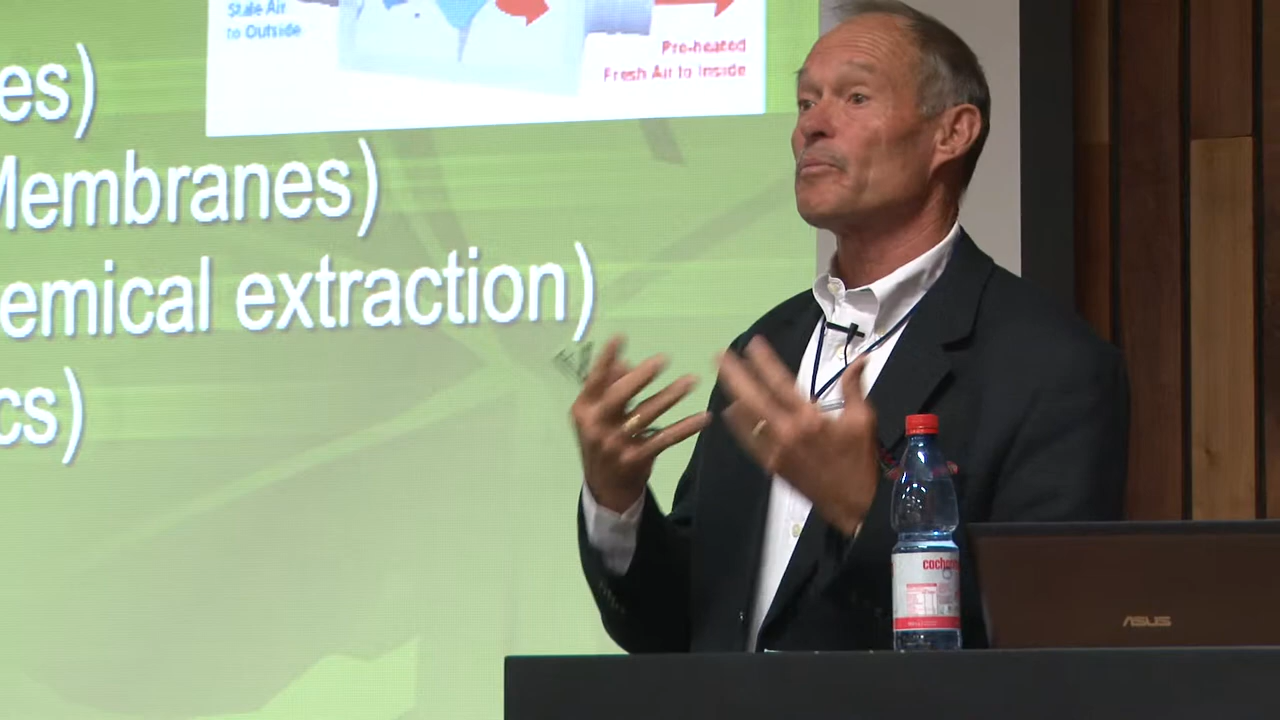 Stale Air
to Outside
Pre-heated
Fresh Air to Inside
es)
Membranes)
emical extraction)
cs)
ASUS